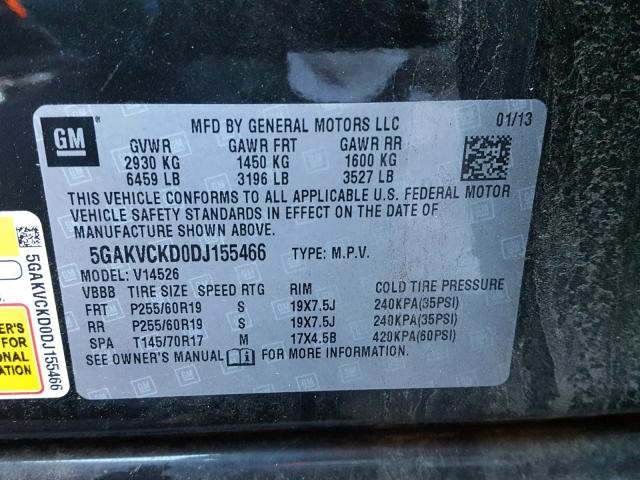 GM
MFD BY GENERAL MOTORS LLC 01/13
GVWR GAWR FRT GAWR RR
2930 KG 1450 KG 1600 KG
6459 LB 3196 LB 3527 LB
THIS VEHICLE CONFORMS TO ALL APPLICABLE U.S. FEDERAL MOTOR
VEHICLE SAFETY STANDARDS IN EFFECT ON THE DATE OF
MANUFACTURE SHOWN ABOVE.
5GAKVCKD0DJ155466 TYPE: M.P.V.
MODEL: V14526
VBBB TIRE SIZE SPEED RTG RIM COLD TIRE PRESSURE
FRT P255/60R19 S 19X7.5J 240KPA(35PSI)
RR P255/60R19 S 19X7.5J 240KPA(35PSI)
SPA T145/70R17 M 17X4.5B 420KPA(60PSI)
SEE OWNER'S MANUAL i FOR MORE INFORMATION.
5GAKVCKD0DJ155466
NER'S
FOR
ONAL
ATION